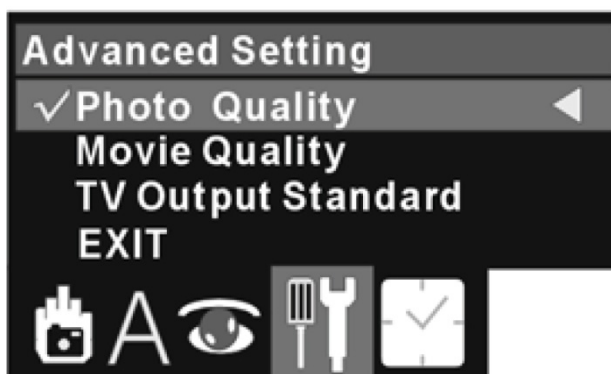 Advanced Setting
✓Photo Quality
Movie Quality
TV Output Standard
EXIT
A